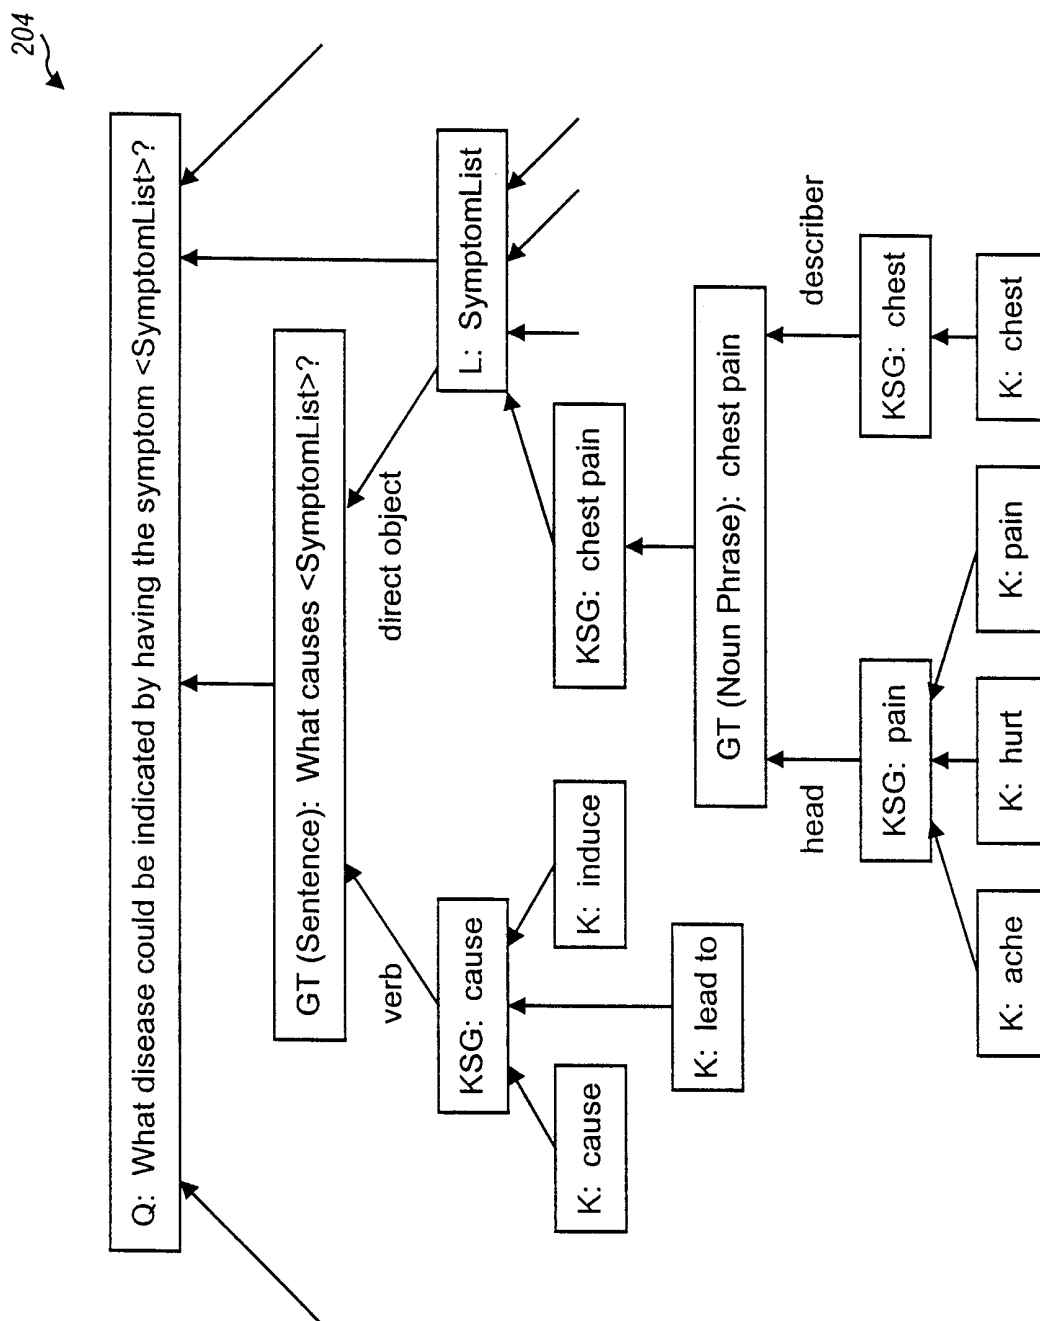 204
Q: What disease could be indicated by having the symptom <SymptomList>?
GT (Sentence): What causes <SymptomList>?
verb
direct object
KSG: cause
L: SymptomList
K: cause
K: induce
KSG: chest pain
K: lead to
GT (Noun Phrase): chest pain
head
describer
KSG: pain
KSG: chest
K: ache
K: hurt
K: pain
K: chest